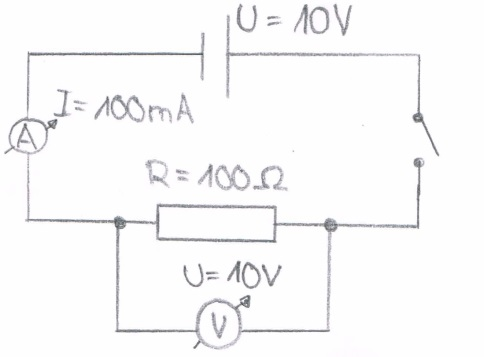 U = 10V
I = 100mA
A
R = 100Ω
U = 10V
V